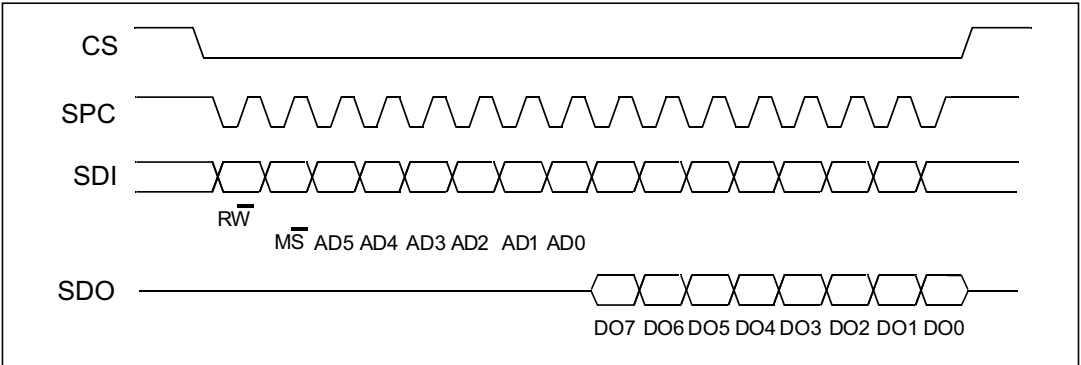 CS
SPC
SDI
RW̅
MS̅ AD5 AD4 AD3 AD2 AD1 AD0
SDO
DO7 DO6 DO5 DO4 DO3 DO2 DO1 DO0